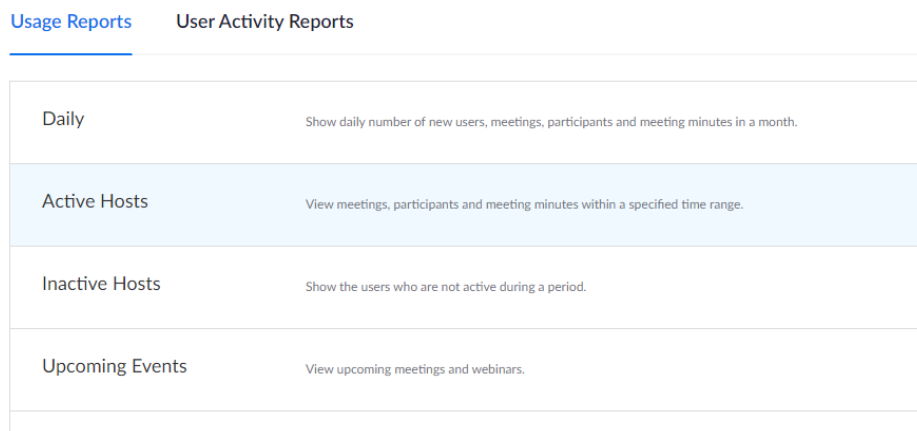 Usage Reports User Activity Reports
Daily Show daily number of new users, meetings, participants and meeting minutes in a month.
Active Hosts View meetings, participants and meeting minutes within a specified time range.
Inactive Hosts Show the users who are not active during a period.
Upcoming Events View upcoming meetings and webinars.